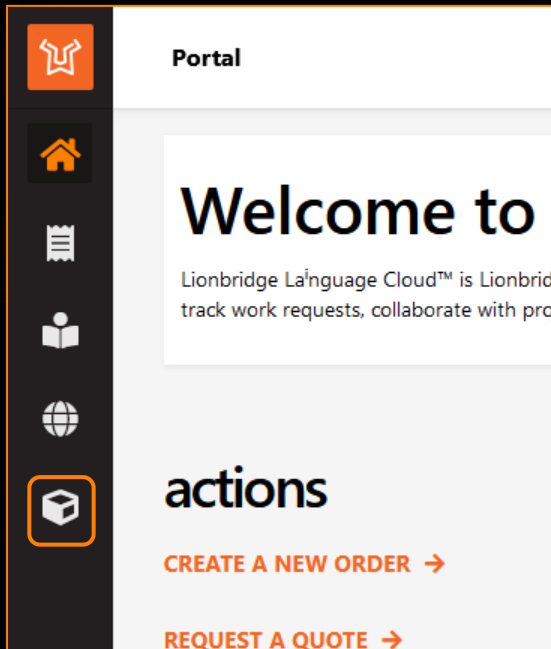 Portal
Welcome to
Lionbridge Laⁱnguage Cloud™ is Lionbrid
track work requests, collaborate with pro
actions
CREATE A NEW ORDER →
REQUEST A QUOTE →